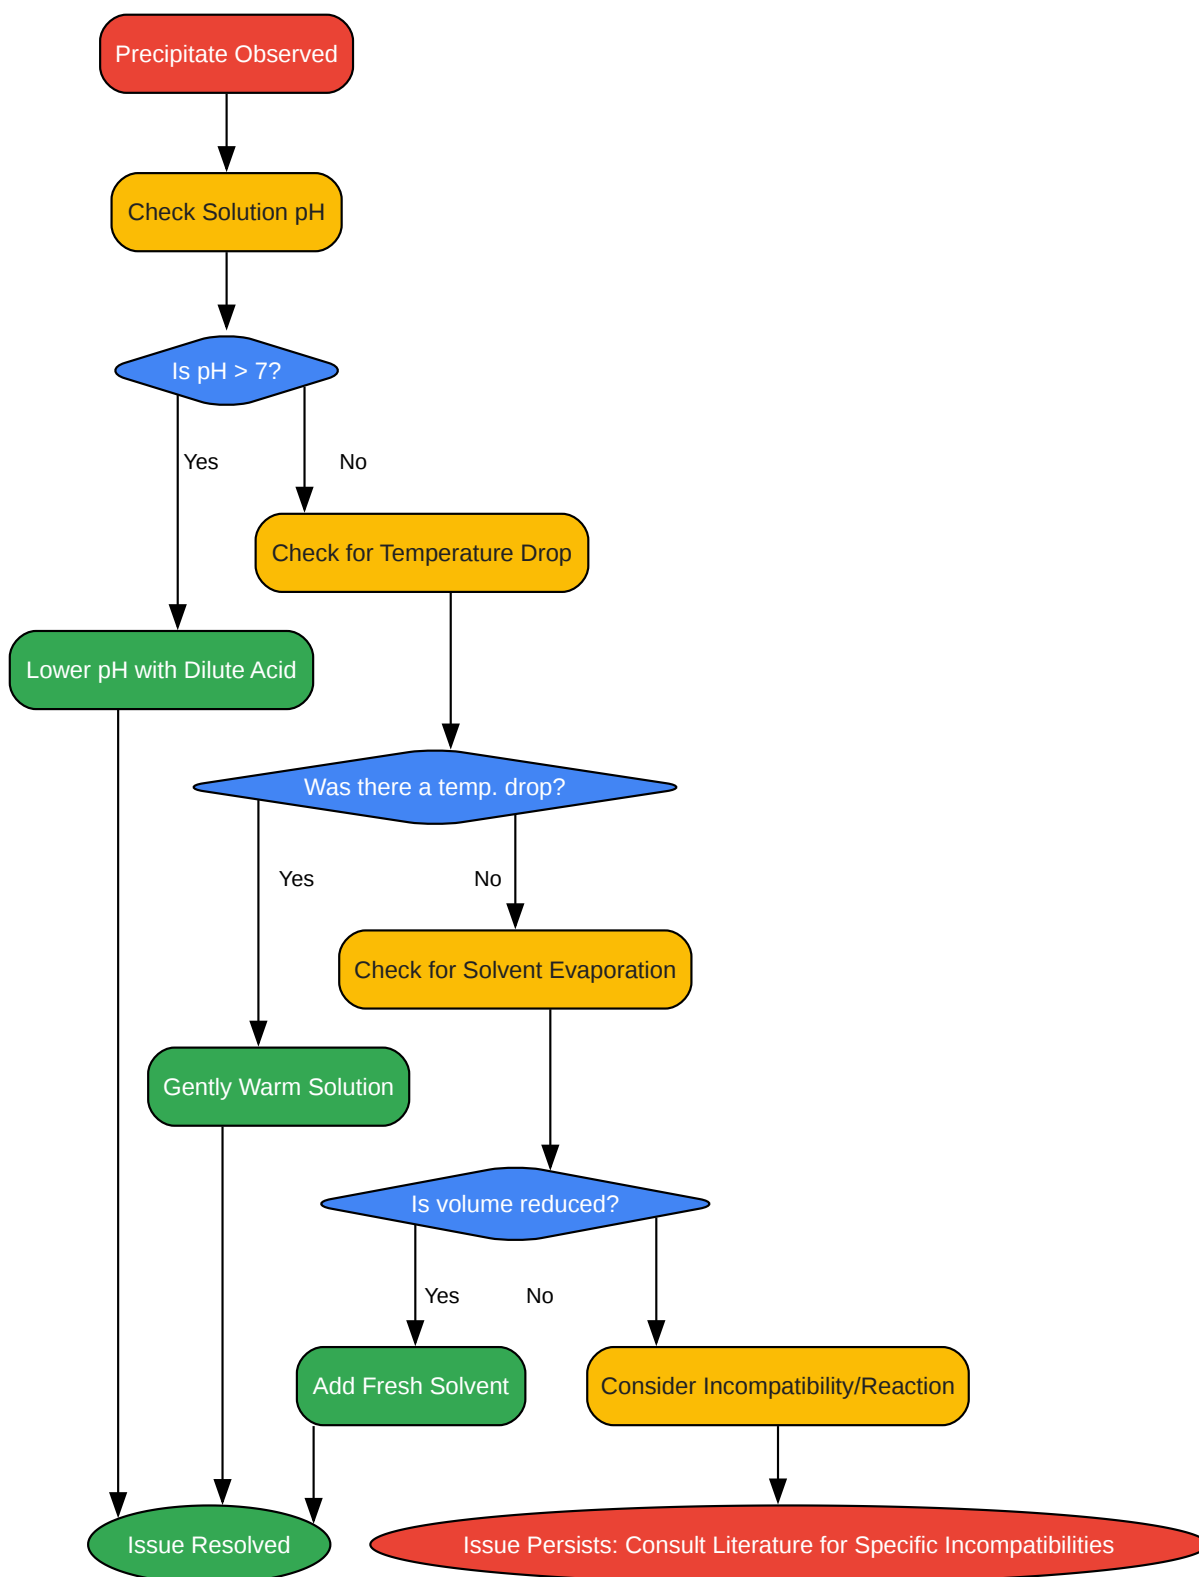 Precipitate Observed
Check Solution pH
Is pH > 7?
Yes
No
Check for Temperature Drop
Lower pH with Dilute Acid
Was there a temp. drop?
Yes
No
Check for Solvent Evaporation
Gently Warm Solution
Is volume reduced?
Yes
No
Add Fresh Solvent
Consider Incompatibility/Reaction
Issue Resolved
Issue Persists: Consult Literature for Specific Incompatibilities